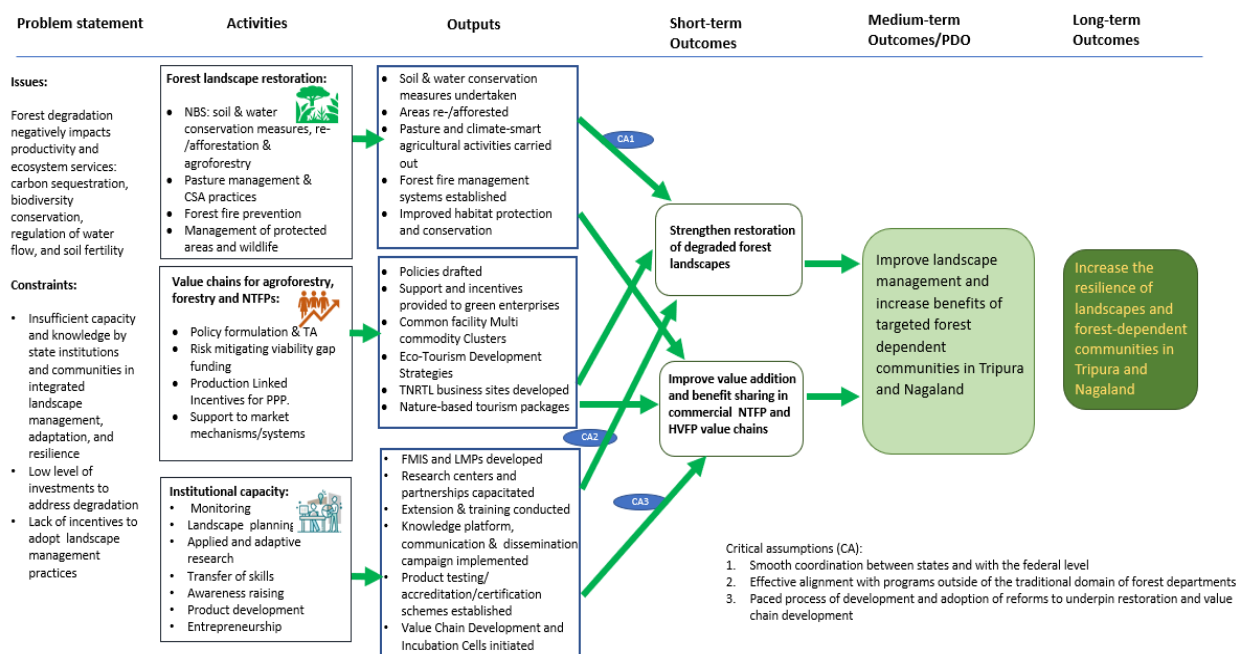 Problem statement
Activities
Outputs
Short-term
Outcomes
Medium-term
Outcomes/PDO
Long-term
Outcomes
Issues:
Forest degradation
negatively impacts
productivity and
ecosystem services:
carbon sequestration,
biodiversity
conservation,
regulation of water
flow, and soil fertility
Constraints:
• Insufficient capacity
and knowledge by
state institutions
and communities in
integrated
landscape
management,
adaptation, and
resilience
• Low level of
investments to
address degradation
• Lack of incentives to
adopt landscape
management
practices
Forest landscape restoration:
• NBS: soil & water
conservation measures, re-
/afforestation &
agroforestry
• Pasture management &
CSA practices
• Forest fire prevention
• Management of protected
areas and wildlife
Value chains for agroforestry,
forestry and NTFPs:
• Policy formulation & TA
• Risk mitigating viability gap
funding
• Production Linked
Incentives for PPP.
• Support to market
mechanisms/systems
Institutional capacity:
• Monitoring
• Landscape planning
• Applied and adaptive
research
• Transfer of skills
• Awareness raising
• Product development
• Entrepreneurship
• Soil & water conservation
measures undertaken
• Areas re-/afforested
• Pasture and climate-smart
agricultural activities carried
out
• Forest fire management
systems established
• Improved habitat protection
and conservation
• Policies drafted
• Support and incentives
provided to green enterprises
• Common facility Multi
commodity Clusters
• Eco-Tourism Development
Strategies
• TNRTL business sites developed
• Nature-based tourism packages
• FMIS and LMPs developed
• Research centers and
partnerships capacitated
• Extension & training conducted
• Knowledge platform,
communication & dissemination
campaign implemented
• Product testing/
accreditation/certification
schemes established
• Value Chain Development and
Incubation Cells initiated
CA1
CA2
CA3
Strengthen restoration
of degraded forest
landscapes
Improve value addition
and benefit sharing in
commercial NTFP and
HVFP value chains
Improve landscape
management and
increase benefits of
targeted forest
dependent
communities in Tripura
and Nagaland
Increase the
resilience of
landscapes and
forest-dependent
communities in
Tripura and
Nagaland
Critical assumptions (CA):
1. Smooth coordination between states and with the federal level
2. Effective alignment with programs outside of the traditional domain of forest departments
3. Paced process of development and adoption of reforms to underpin restoration and value
chain development